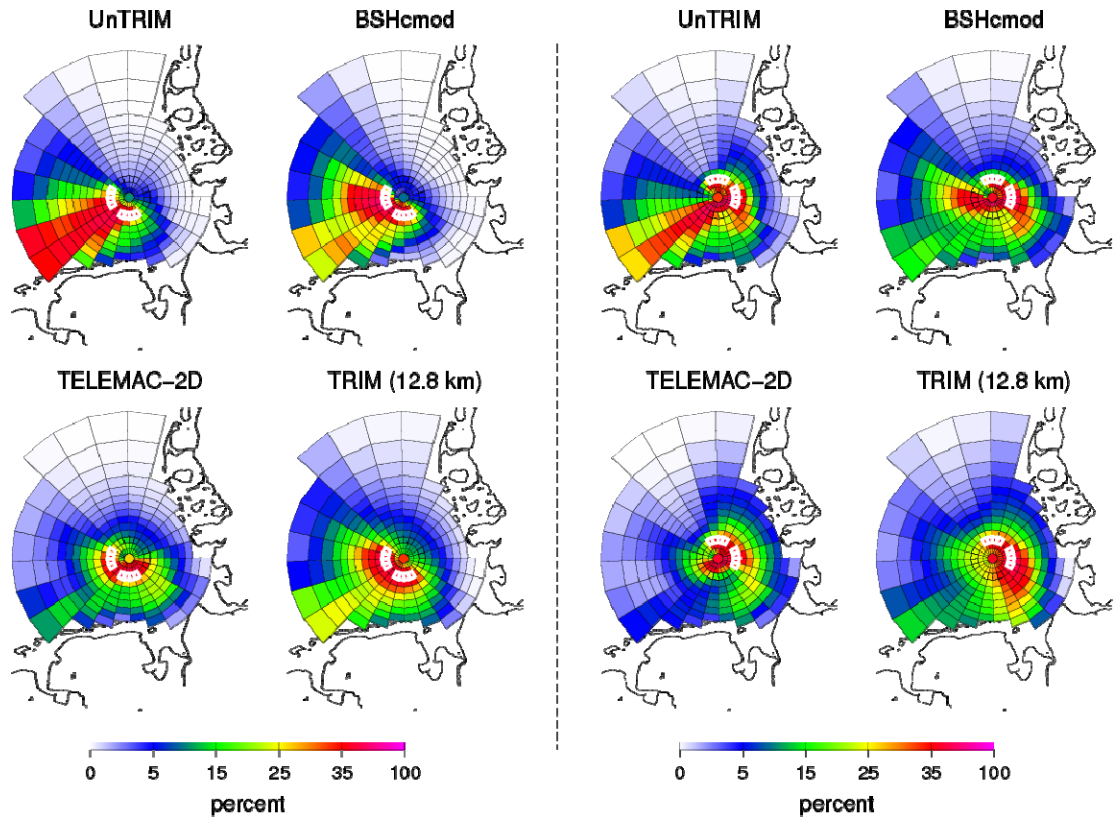 UnTRIM BSHcmod UnTRIM BSHcmod
TELEMAC-2D TRIM (12.8 km) TELEMAC-2D TRIM (12.8 km)
0 5 15 25 35 100 0 5 15 25 35 100
percent percent